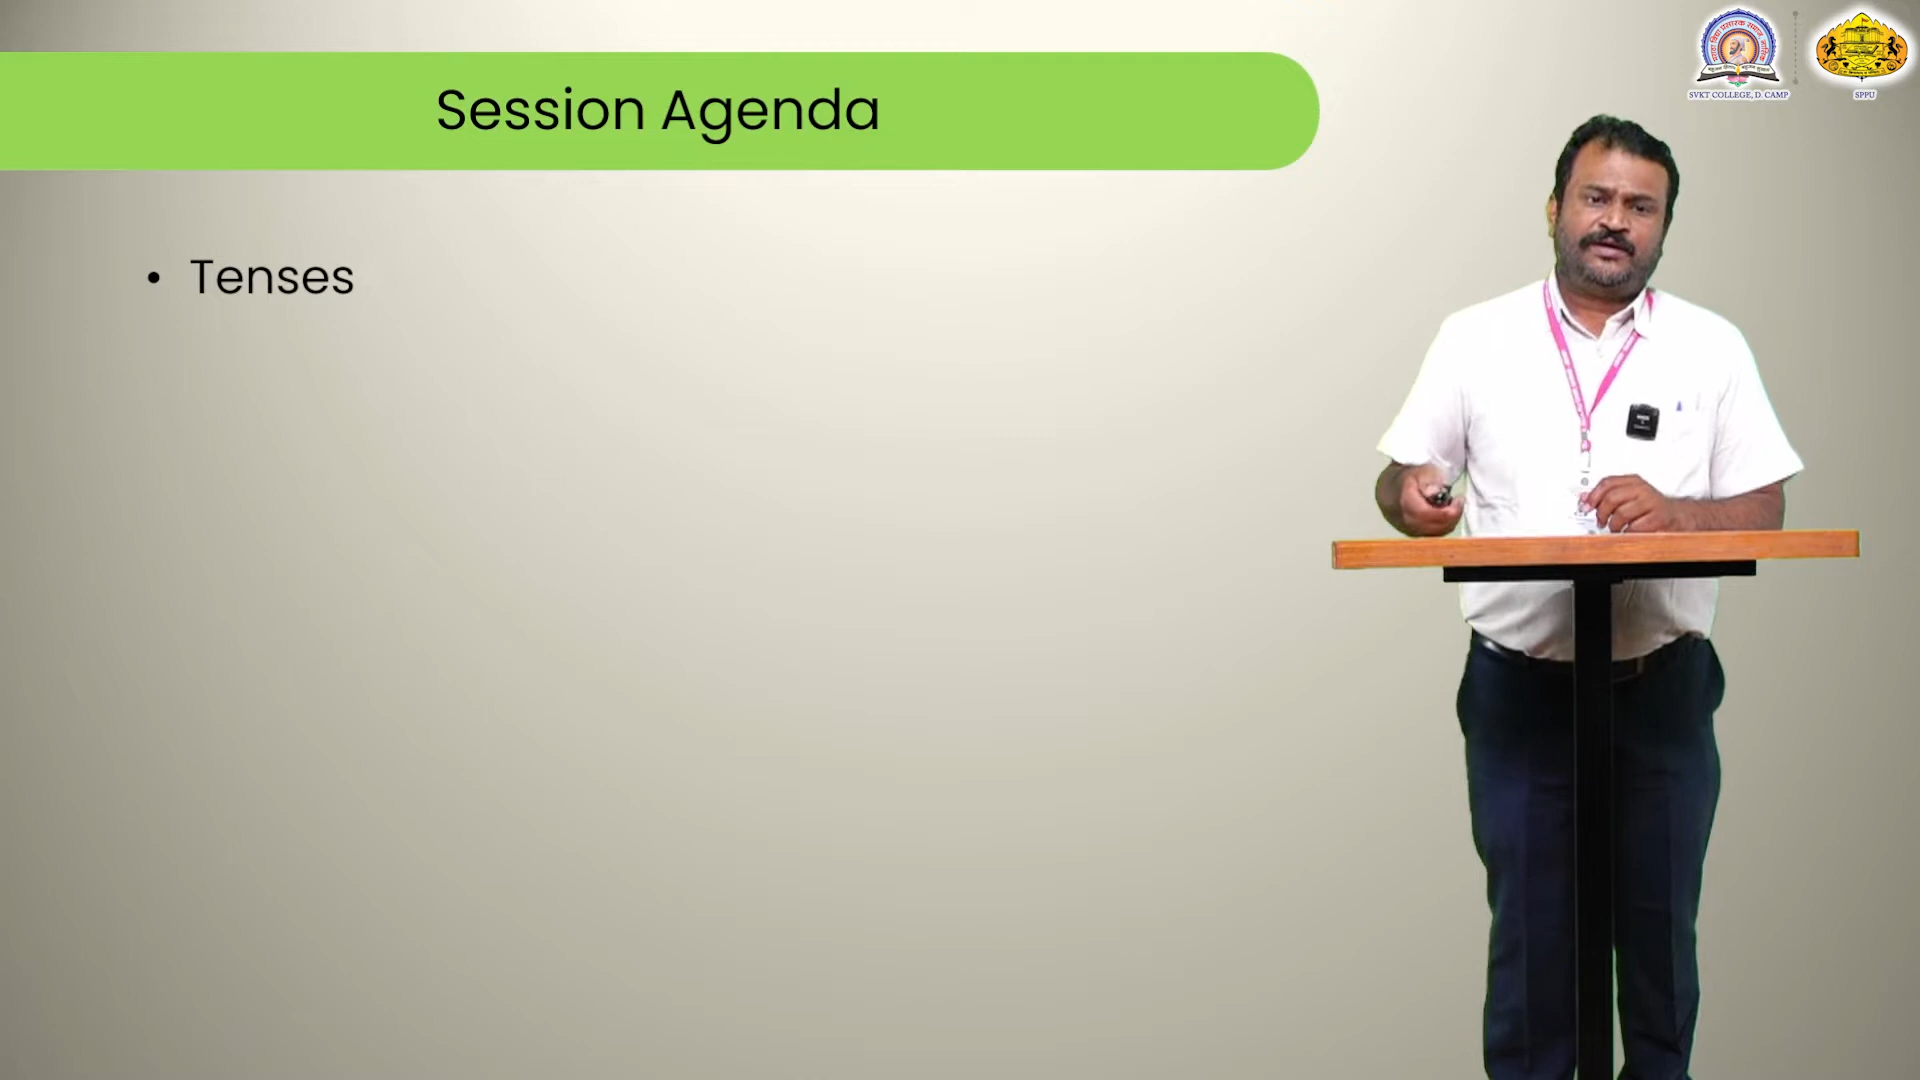 Session Agenda
• Tenses
SVKT COLLEGE, D. CAMP
SPPU